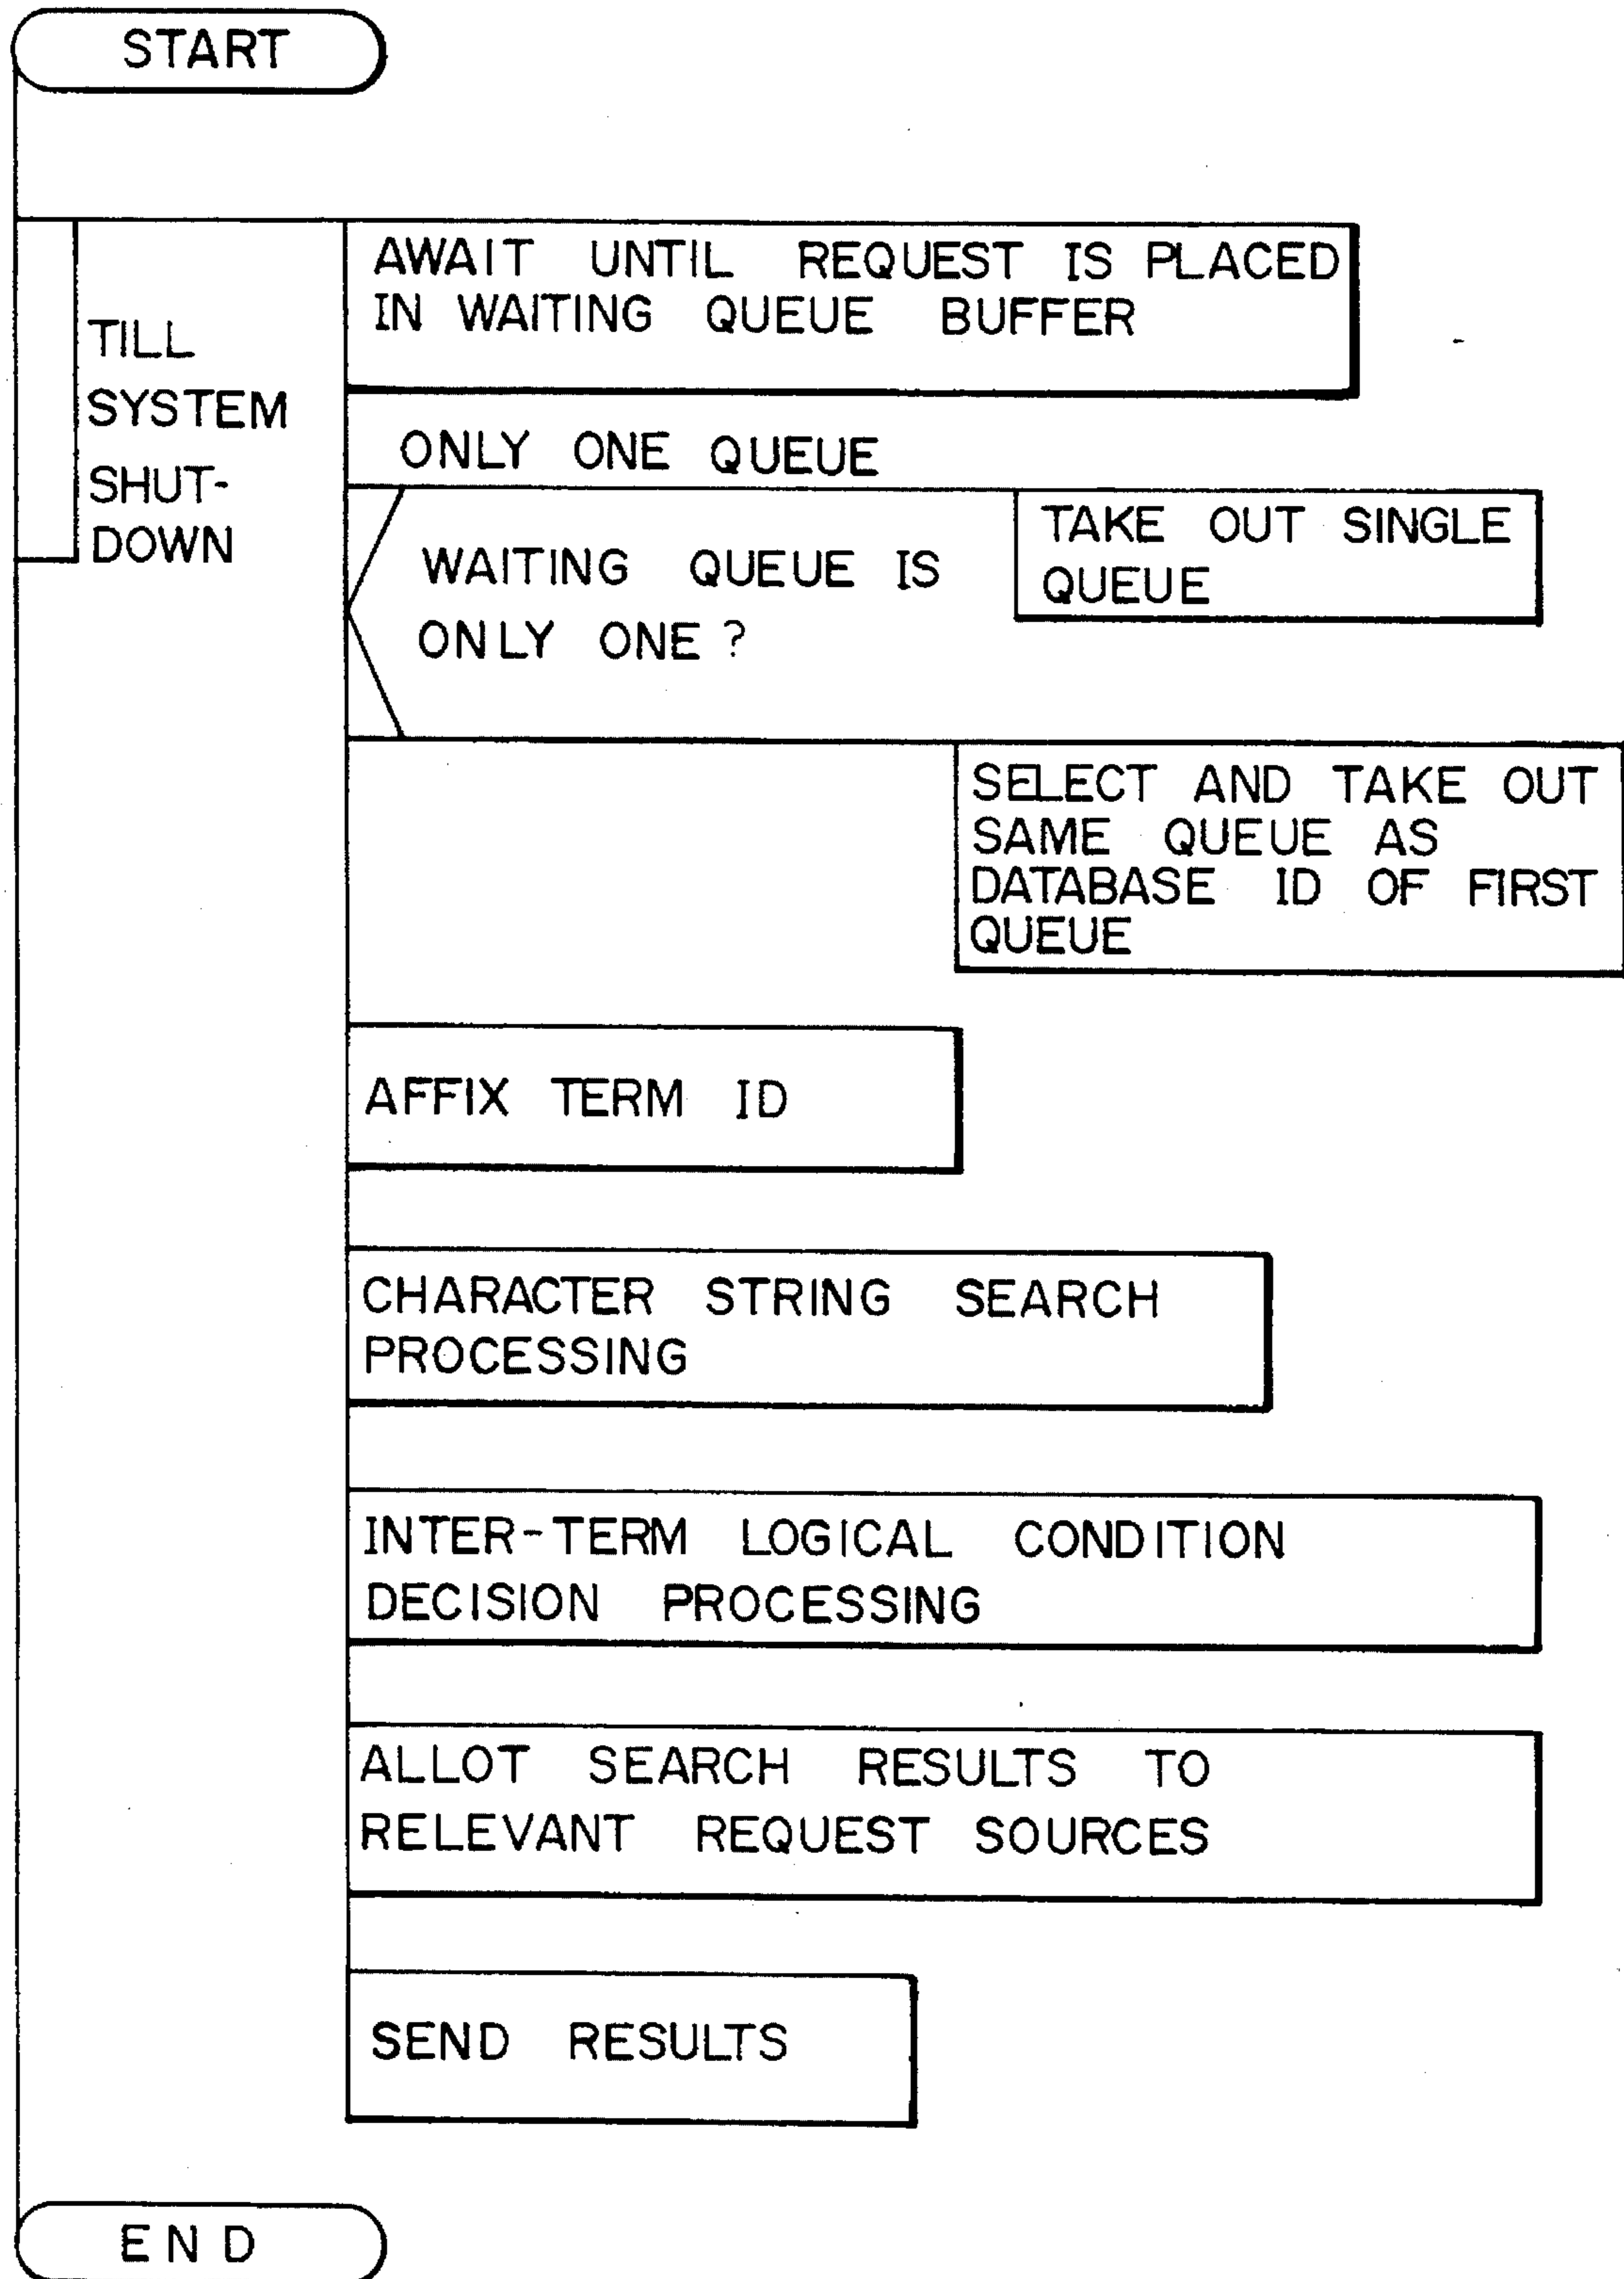 START
AWAIT UNTIL REQUEST IS PLACED
IN WAITING QUEUE BUFFER
TILL
SYSTEM
SHUT-
DOWN
ONLY ONE QUEUE
WAITING QUEUE IS
ONLY ONE ?
TAKE OUT SINGLE
QUEUE
SELECT AND TAKE OUT
SAME QUEUE AS
DATABASE ID OF FIRST
QUEUE
AFFIX TERM ID
CHARACTER STRING SEARCH
PROCESSING
INTER-TERM LOGICAL CONDITION
DECISION PROCESSING
ALLOT SEARCH RESULTS TO
RELEVANT REQUEST SOURCES
SEND RESULTS
END